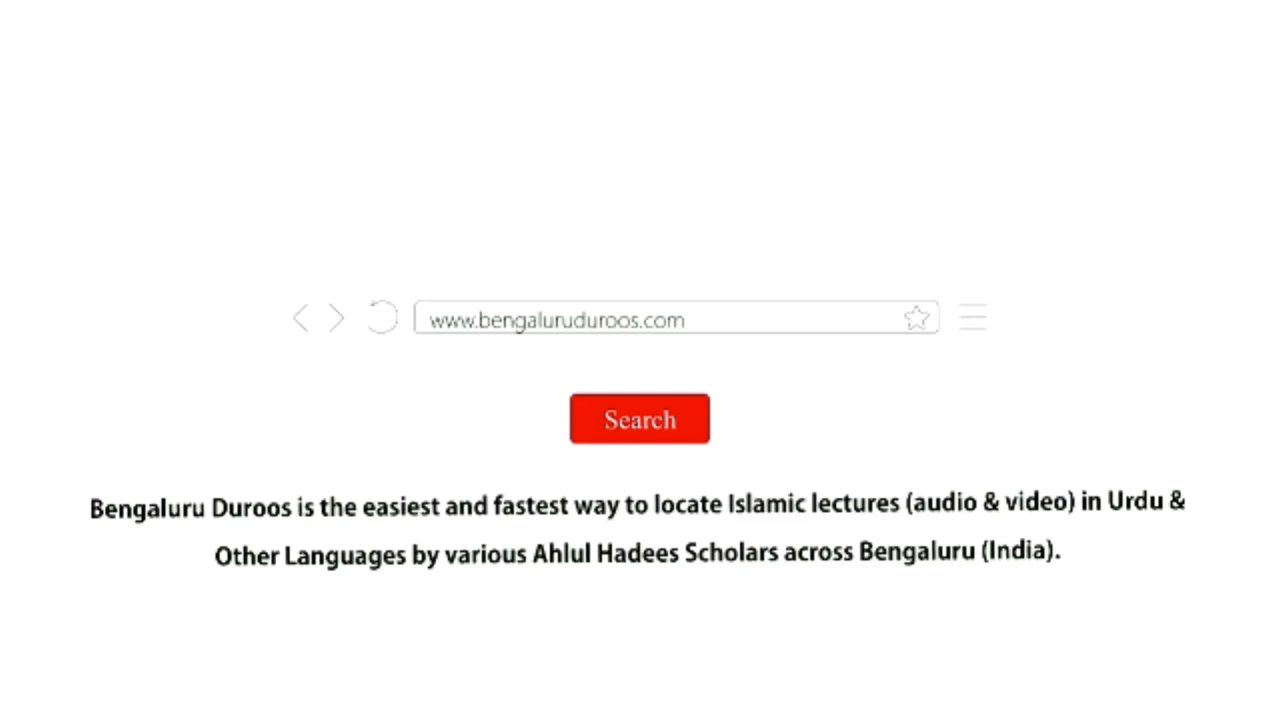 www.bengaluruduroos.com
Search
Bengaluru Duroos is the easiest and fastest way to locate Islamic lectures (audio & video) in Urdu &
Other Languages by various Ahlul Hadees Scholars across Bengaluru (India).